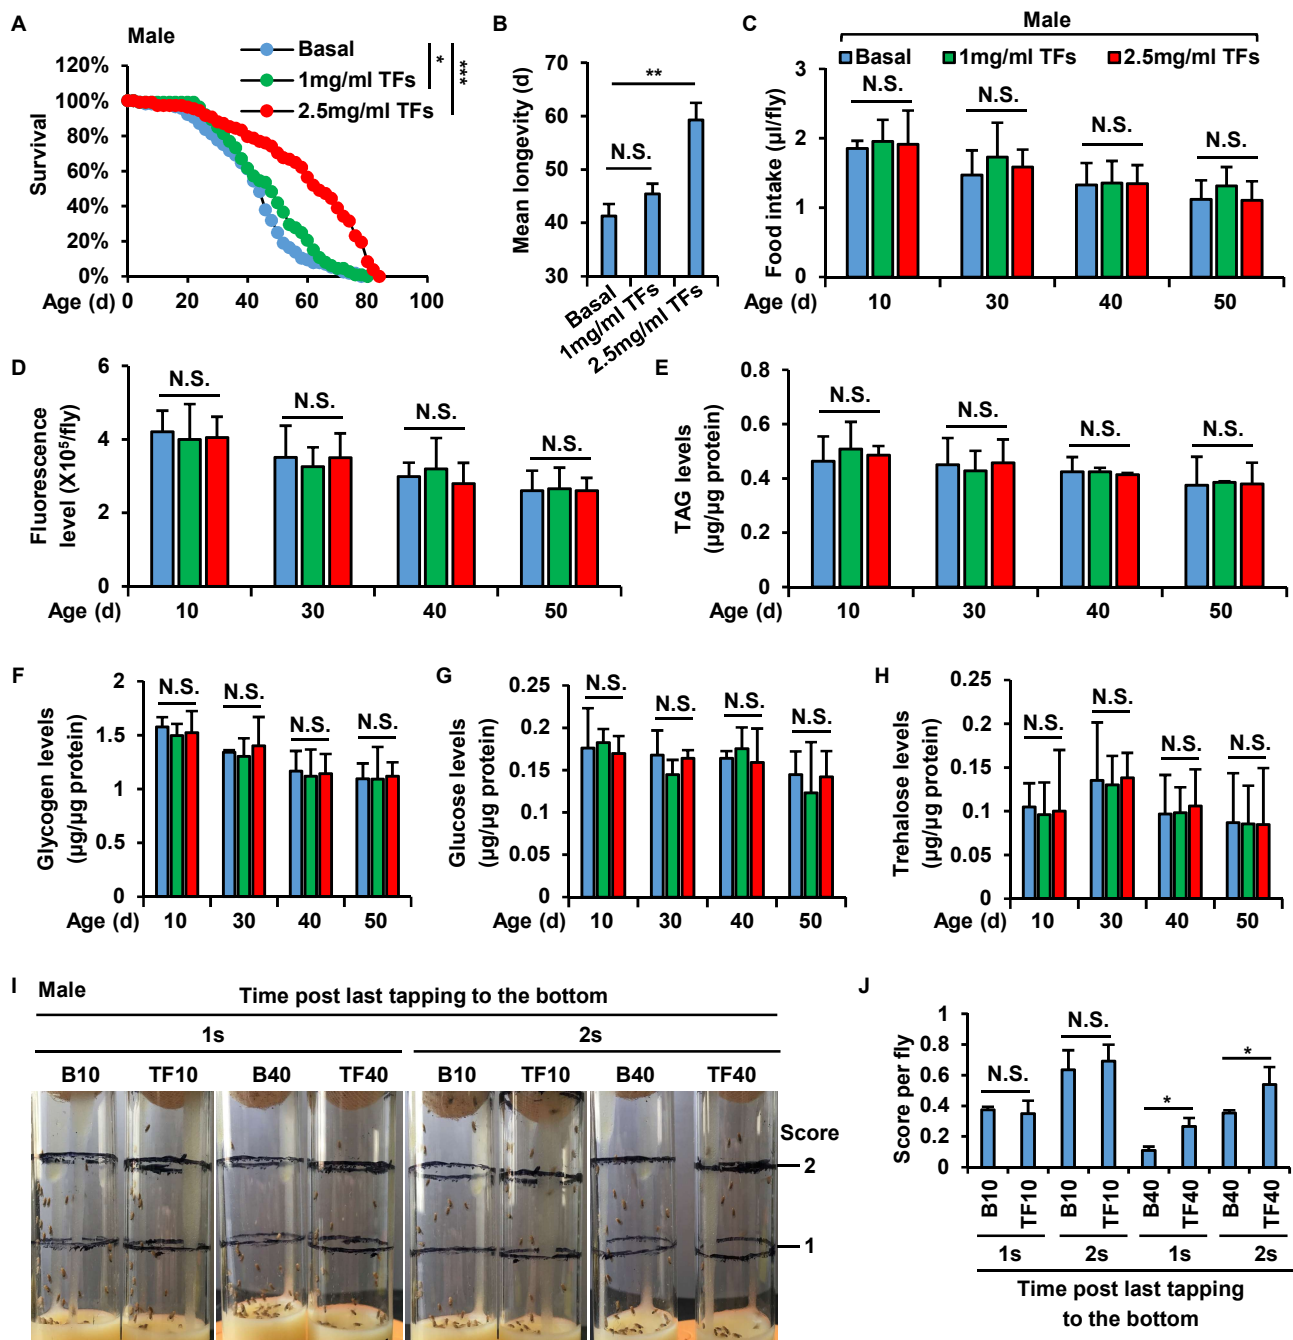 A
Male
Basal
1mg/ml TFs
2.5mg/ml TFs
*
***
Survival
120%
100%
80%
60%
40%
20%
0%
Age (d)
0
20
40
60
80
100
B
Mean longevity (d)
70
60
50
40
30
**
N.S.
Basal
1mg/ml TFs
2.5mg/ml TFs
C
Male
Basal
1mg/ml TFs
2.5mg/ml TFs
Food intake (μl/fly)
3
2
1
0
N.S.
N.S.
N.S.
N.S.
Age (d)
10
30
40
50
D
Fluorescence
level (X10⁵/fly)
6
4
2
0
N.S.
N.S.
N.S.
N.S.
Age (d)
10
30
40
50
E
TAG levels
(μg/μg protein)
0.8
0.6
0.4
0.2
0
N.S.
N.S.
N.S.
N.S.
Age (d)
10
30
40
50
F
Glycogen levels
(μg/μg protein)
2
1.5
1
0.5
0
N.S.
N.S.
N.S.
N.S.
Age (d)
10
30
40
50
G
Glucose levels
(μg/μg protein)
0.25
0.2
0.15
0.1
0.05
0
N.S.
N.S.
N.S.
N.S.
Age (d)
10
30
40
50
H
Trehalose levels
(μg/μg protein)
0.25
0.2
0.15
0.1
0.05
0
N.S.
N.S.
N.S.
N.S.
Age (d)
10
30
40
50
I
Male
Time post last tapping to the bottom
1s
2s
B10
TF10
B40
TF40
B10
TF10
B40
TF40
Score
2
1
J
Score per fly
1
0.8
0.6
0.4
0.2
0
N.S.
N.S.
*
*
B10
TF10
B10
TF10
B40
TF40
B40
TF40
1s
2s
1s
2s
Time post last tapping
to the bottom